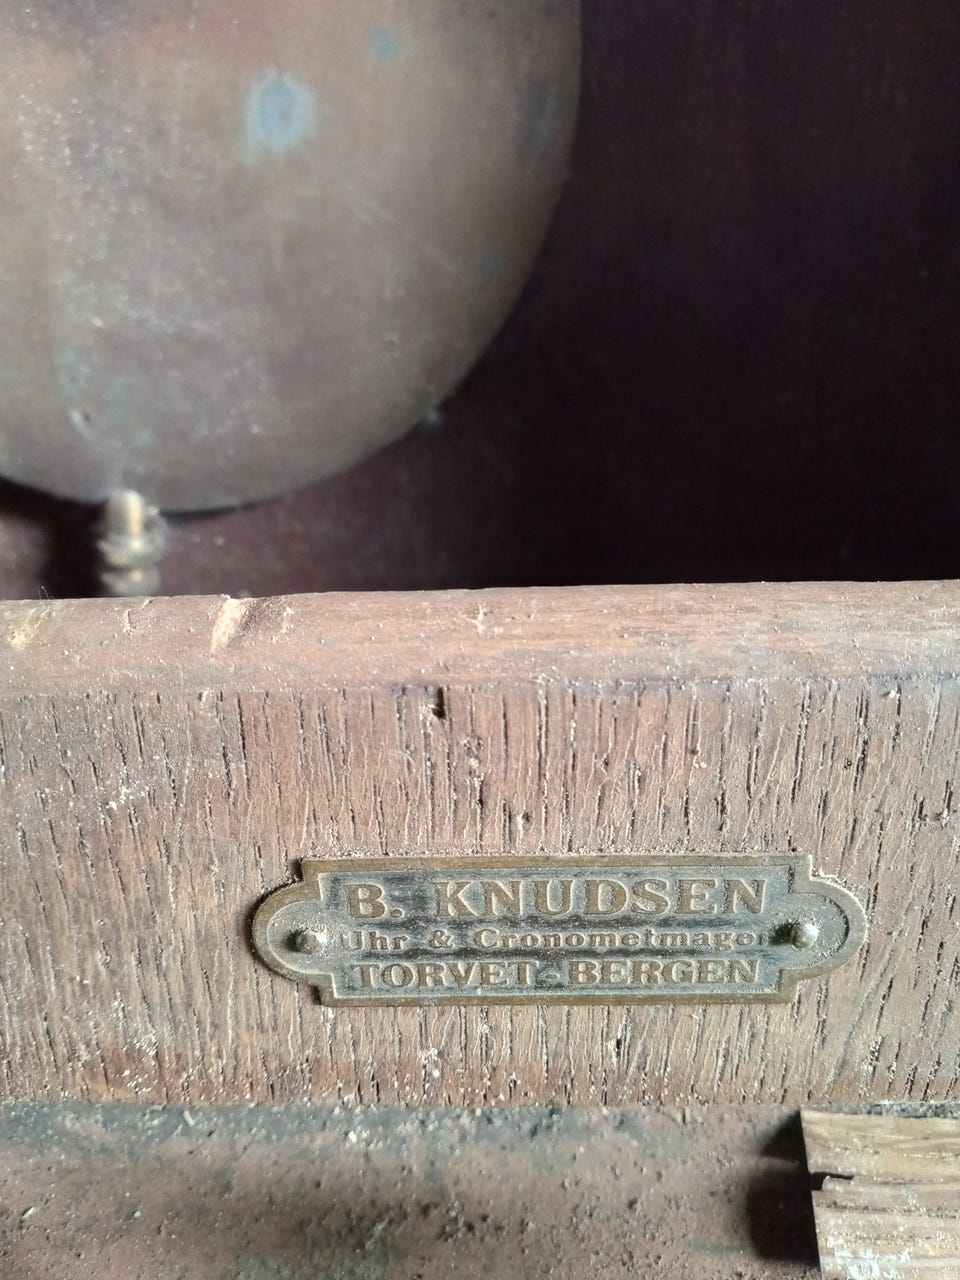 B. KNUDSEN
Uhr & Cronometmager
TORVET - BERGEN